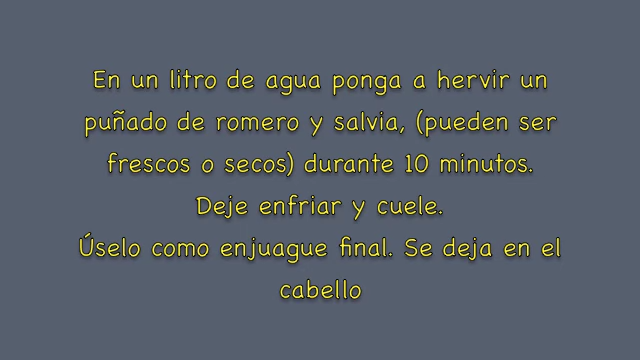 En un litro de agua ponga a hervir un
puñado de romero y salvia, (pueden ser
frescos o secos) durante 10 minutos.
Deje enfriar y cuele.
Úselo como enjuague final. Se deja en el
cabello